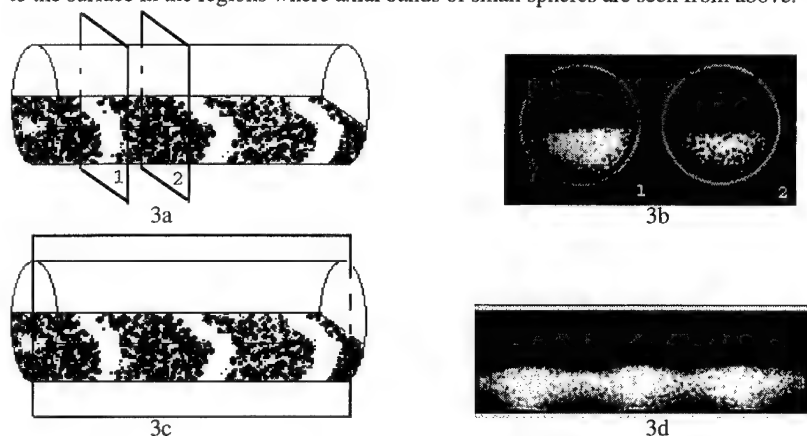 to the surface in the regions where axial bands of small spheres are seen from above.
1 2
3a
1 2
3b
3c
3d